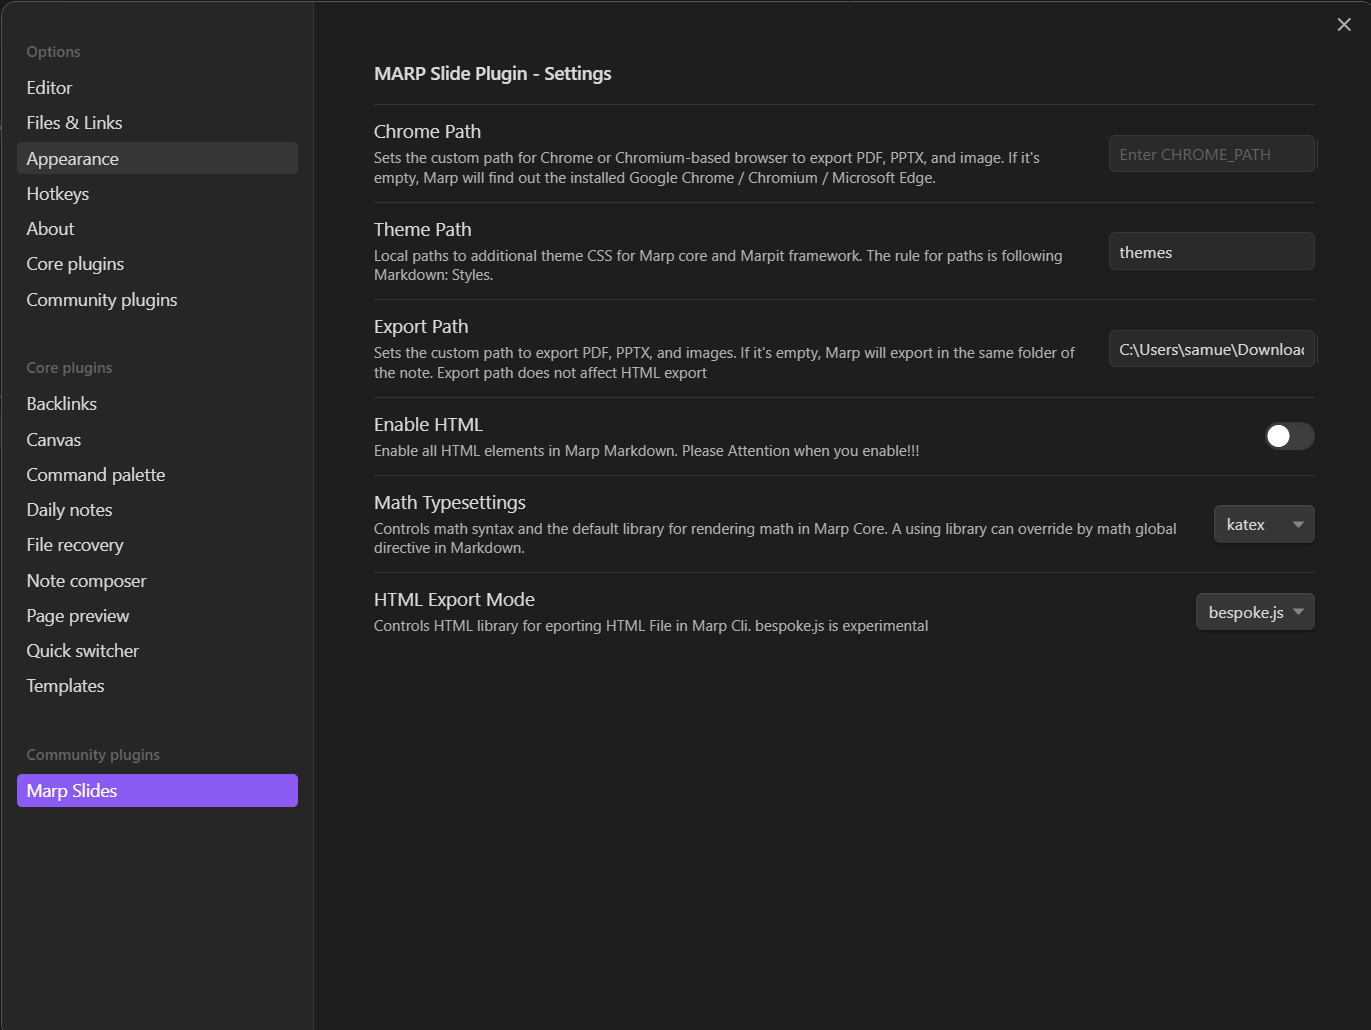 Options
Editor
Files & Links
Appearance
Hotkeys
About
Core plugins
Community plugins
Core plugins
Backlinks
Canvas
Command palette
Daily notes
File recovery
Note composer
Page preview
Quick switcher
Templates
Community plugins
Marp Slides
MARP Slide Plugin - Settings
Chrome Path
Sets the custom path for Chrome or Chromium-based browser to export PDF, PPTX, and image. If it's
empty, Marp will find out the installed Google Chrome / Chromium / Microsoft Edge.
Enter CHROME_PATH
Theme Path
Local paths to additional theme CSS for Marp core and Marpit framework. The rule for paths is following
Markdown: Styles.
themes
Export Path
Sets the custom path to export PDF, PPTX, and images. If it's empty, Marp will export in the same folder of
the note. Export path does not affect HTML export
C:\Users\samue\Downloac
Enable HTML
Enable all HTML elements in Marp Markdown. Please Attention when you enable!!!
Math Typesettings
Controls math syntax and the default library for rendering math in Marp Core. A using library can override by math global
directive in Markdown.
katex
HTML Export Mode
Controls HTML library for eporting HTML File in Marp Cli. bespoke.js is experimental
bespoke.js